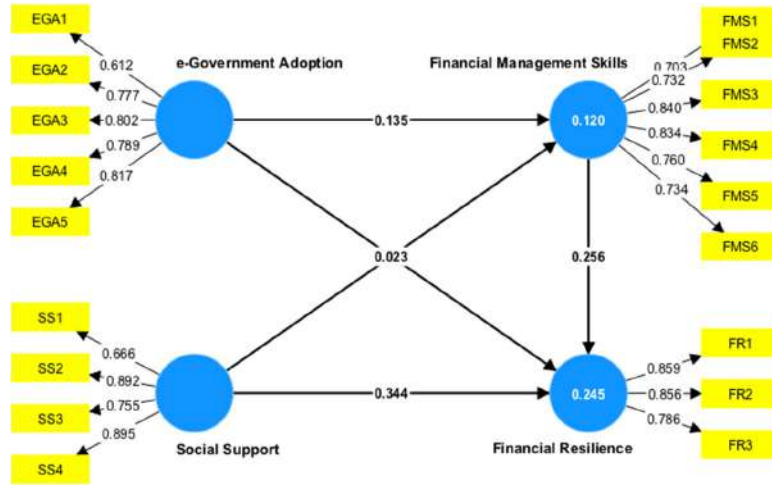 EGA1
EGA2
EGA3
EGA4
EGA5
0.612
0.777
0.802
0.789
0.817
e-Government Adoption
Financial Management Skills
0.135
0.120
0.703
0.732
0.840
0.834
0.760
0.734
FMS1
FMS2
FMS3
FMS4
FMS5
FMS6
0.023
0.256
SS1
SS2
SS3
SS4
0.666
0.892
0.755
0.895
0.344
0.245
0.859
0.856
0.786
FR1
FR2
FR3
Social Support
Financial Resilience